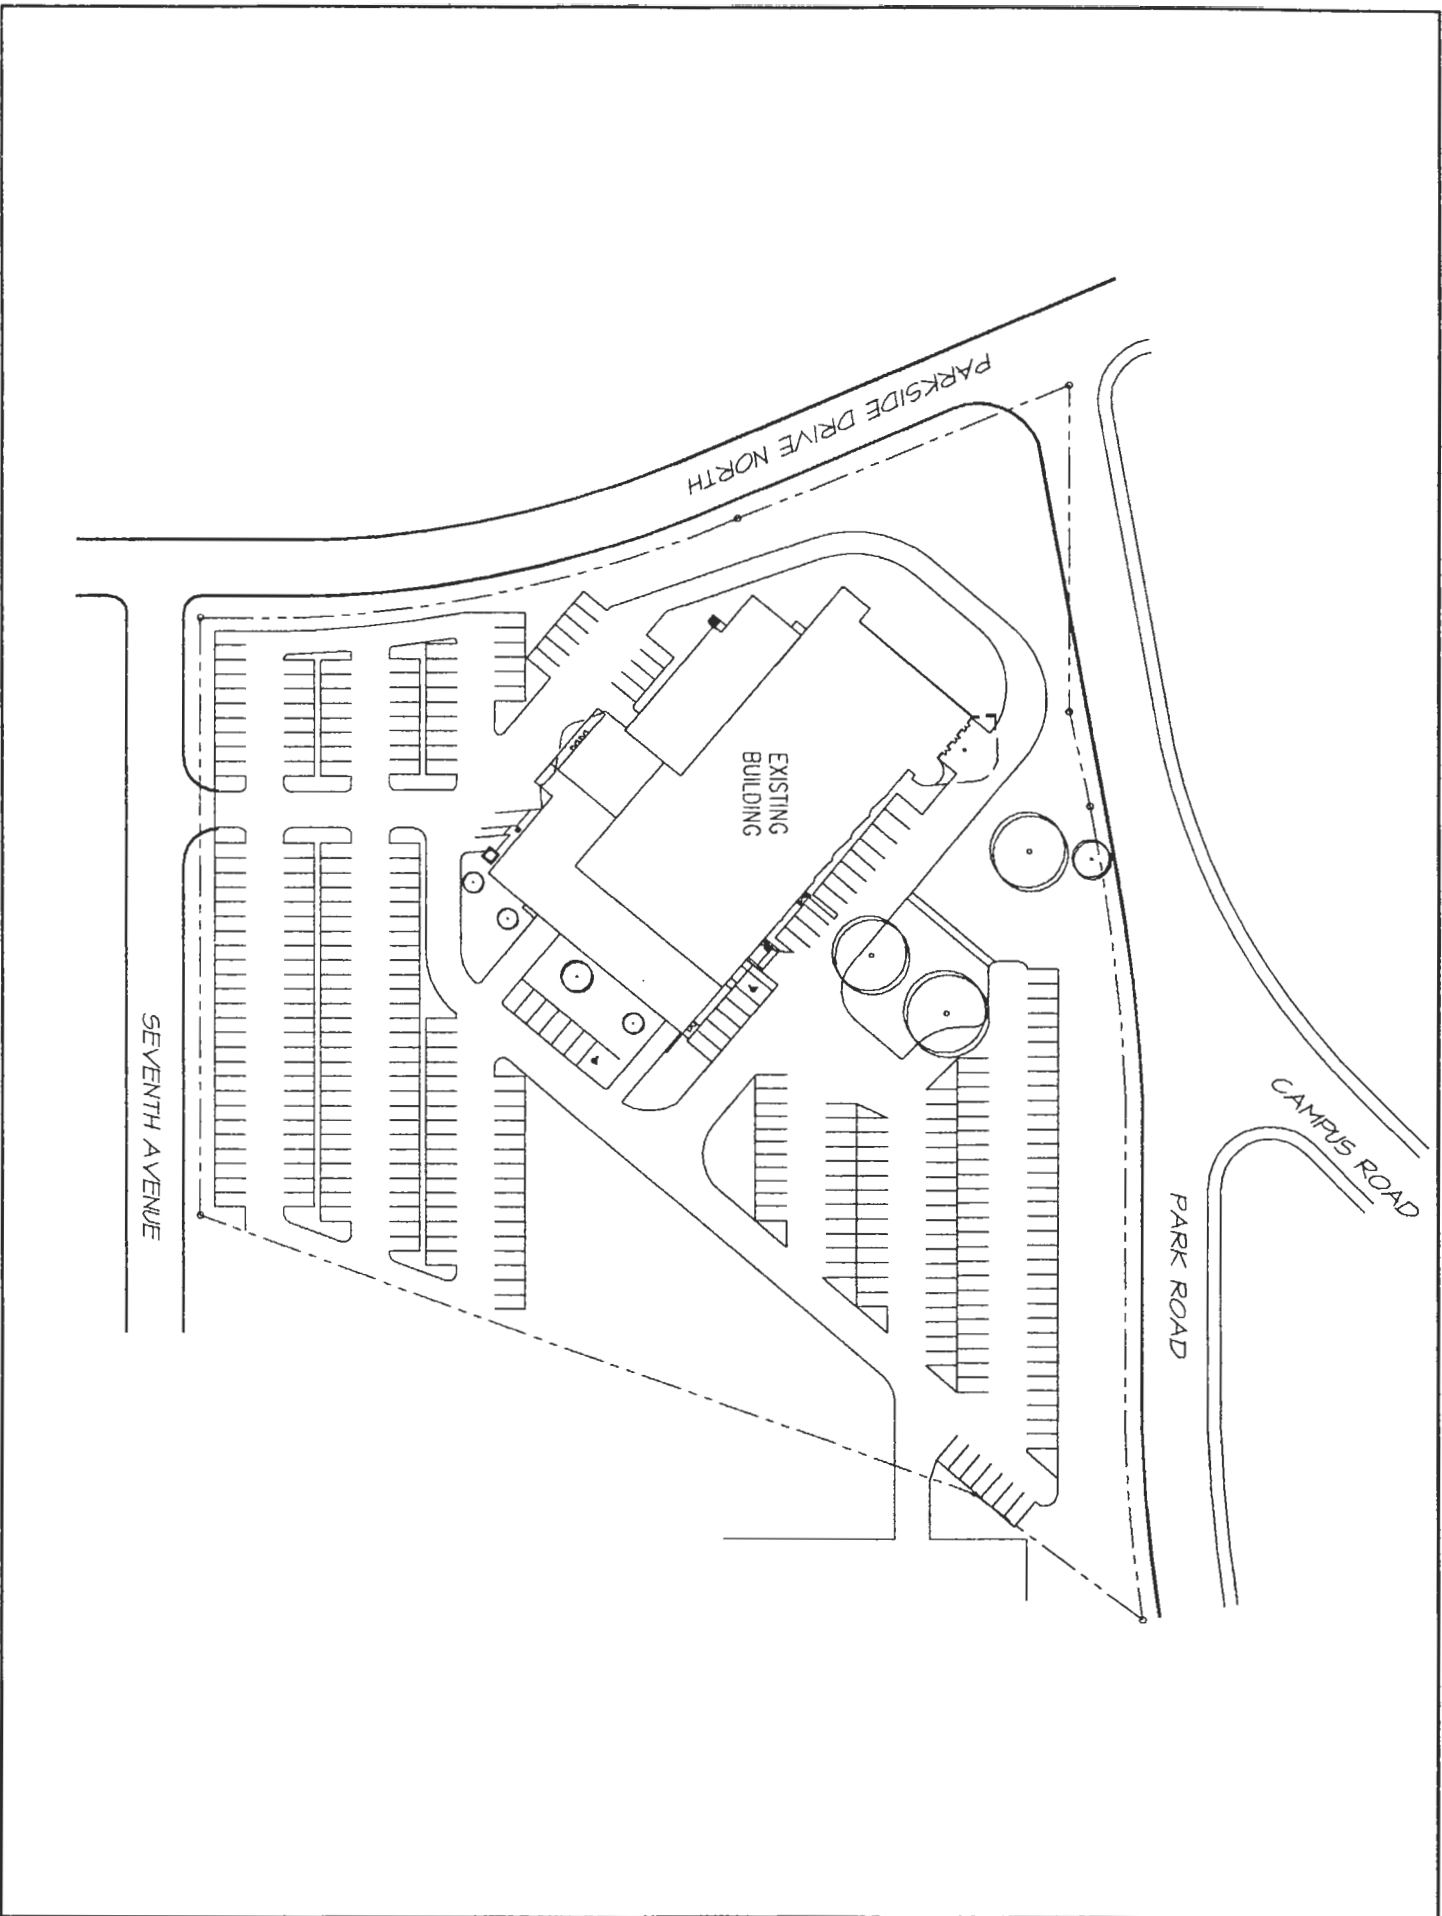 PARKSIDE DRIVE NORTH
EXISTING
BUILDING
SEVENTH AVENUE
CAMPUS ROAD
PARK ROAD